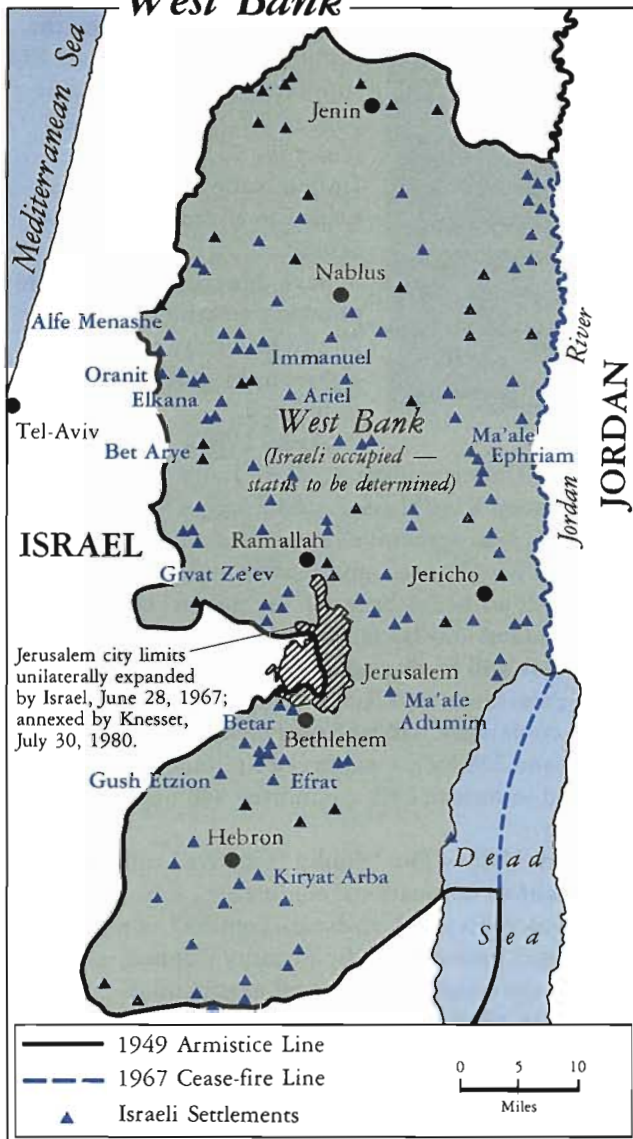 West Bank
Mediterranean Sea
Jenin
Nablus
Alfe Menashe
Immanuel
Oranit
Ariel
Elkana
Tel-Aviv
West Bank
(Israeli occupied —
status to be determined)
Bet Arye
Ma'ale
Ephriam
River
Jordan
JORDAN
ISRAEL
Ramallah
Givat Ze'ev
Jericho
Jerusalem city limits
unilaterally expanded
by Israel, June 28, 1967;
annexed by Knesset,
July 30, 1980.
Jerusalem
Ma'ale
Adumim
Betar
Bethlehem
Gush Etzion
Efrat
Hebron
Kiryat Arba
Dead
Sea
1949 Armistice Line
1967 Cease-fire Line
Israeli Settlements
0 5 10
Miles